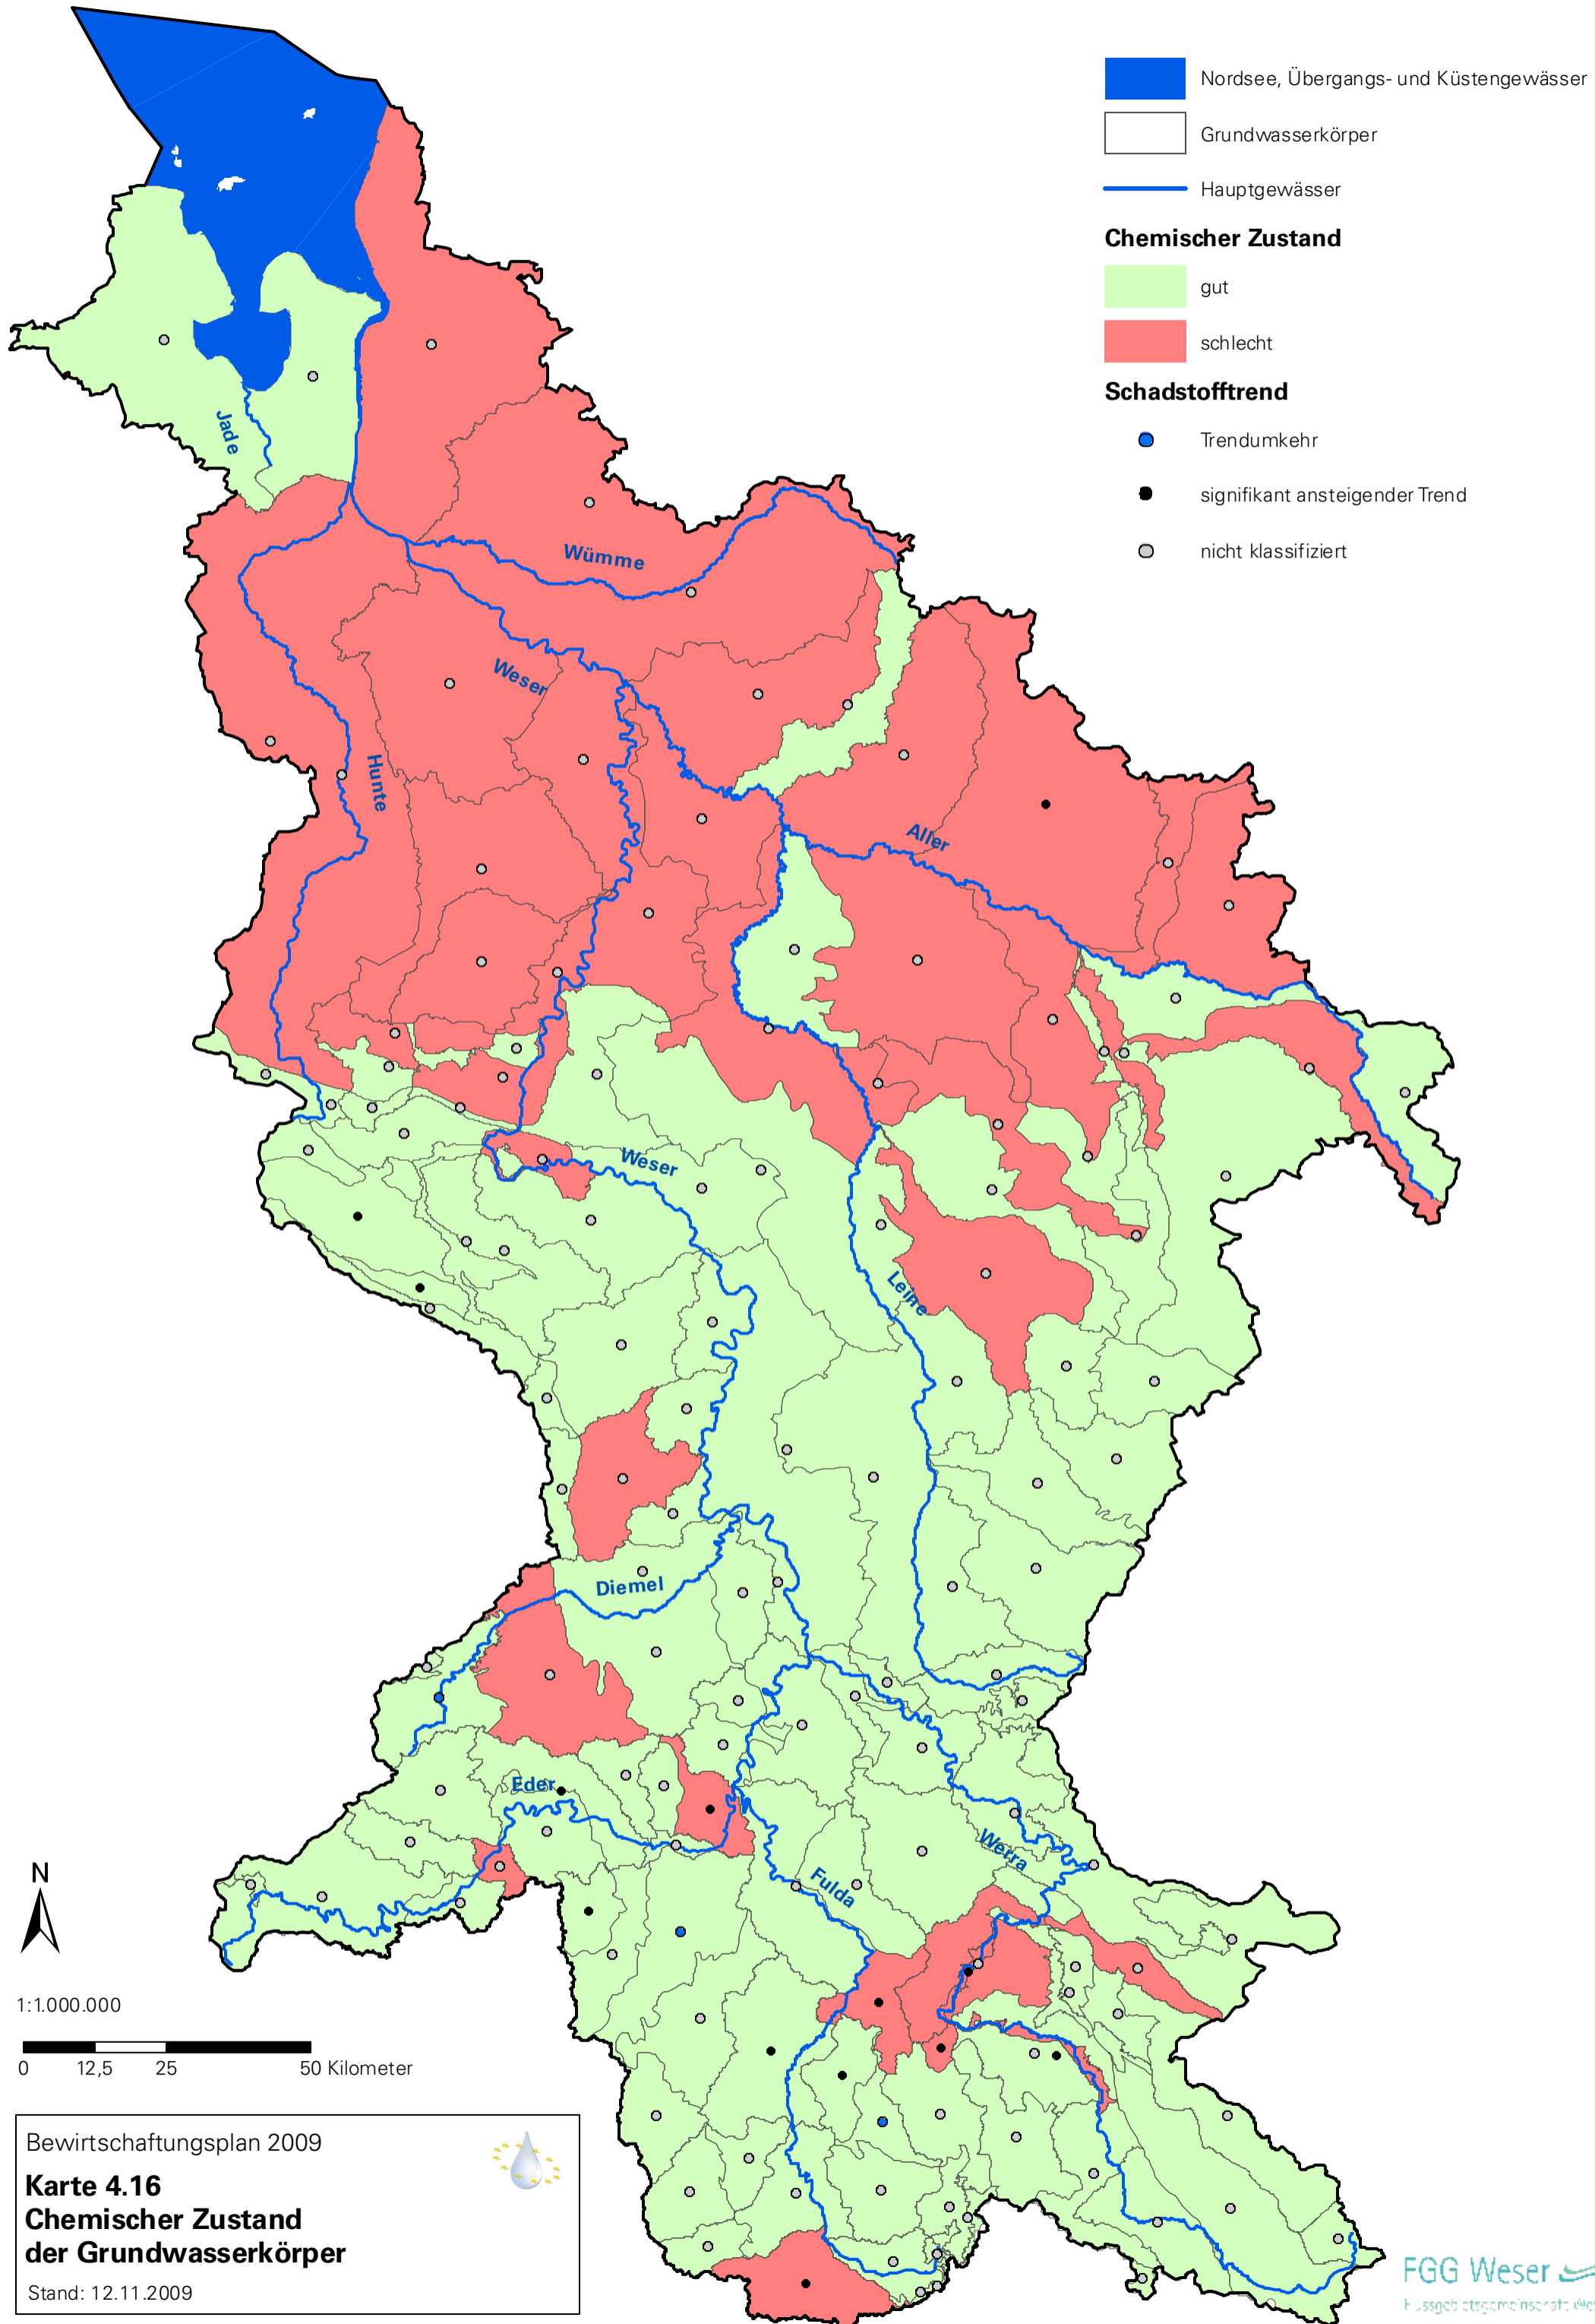 Nordsee, Übergangs- und Küstengewässer
Grundwasserkörper
Hauptgewässer
Chemischer Zustand
gut
schlecht
Schadstofftrend
Trendumkehr
signifikant ansteigender Trend
nicht klassifiziert
Jade
Wümme
Weser
Hunte
Aller
Weser
Leine
Diemel
Eder
Werra
Fulda
N
1:1.000.000
0 12,5 25 50 Kilometer
Bewirtschaftungsplan 2009
Karte 4.16
Chemischer Zustand
der Grundwasserkörper
Stand: 12.11.2009
FGG Weser